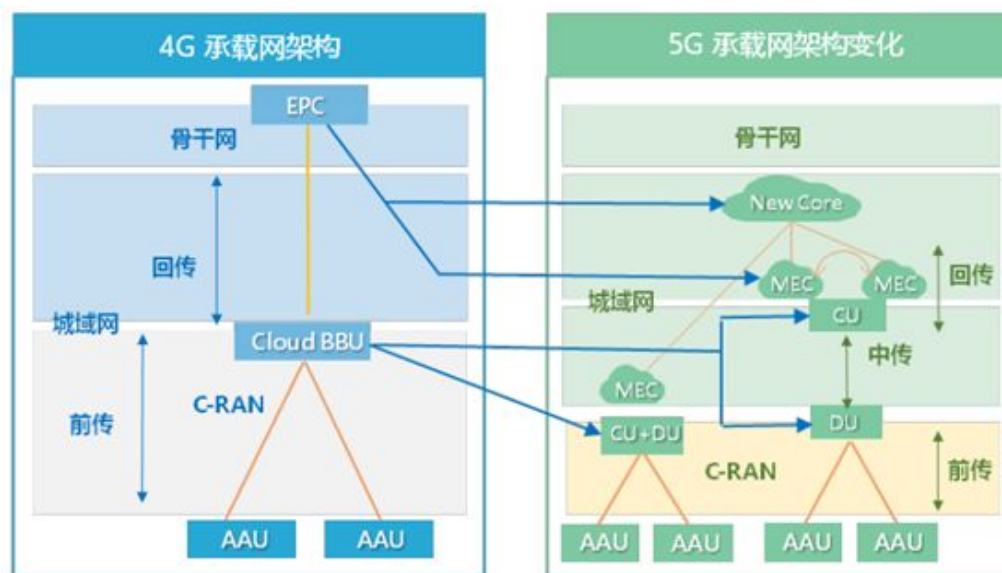 4G 承载网架构
EPC
骨干网
回传
城域网
Cloud BBU
C-RAN
前传
AAU
AAU
5G 承载网架构变化
骨干网
New Core
MEC
MEC
回传
城域网
CU
中传
MEC
CU+DU
DU
C-RAN
前传
AAU
AAU
AAU
AAU